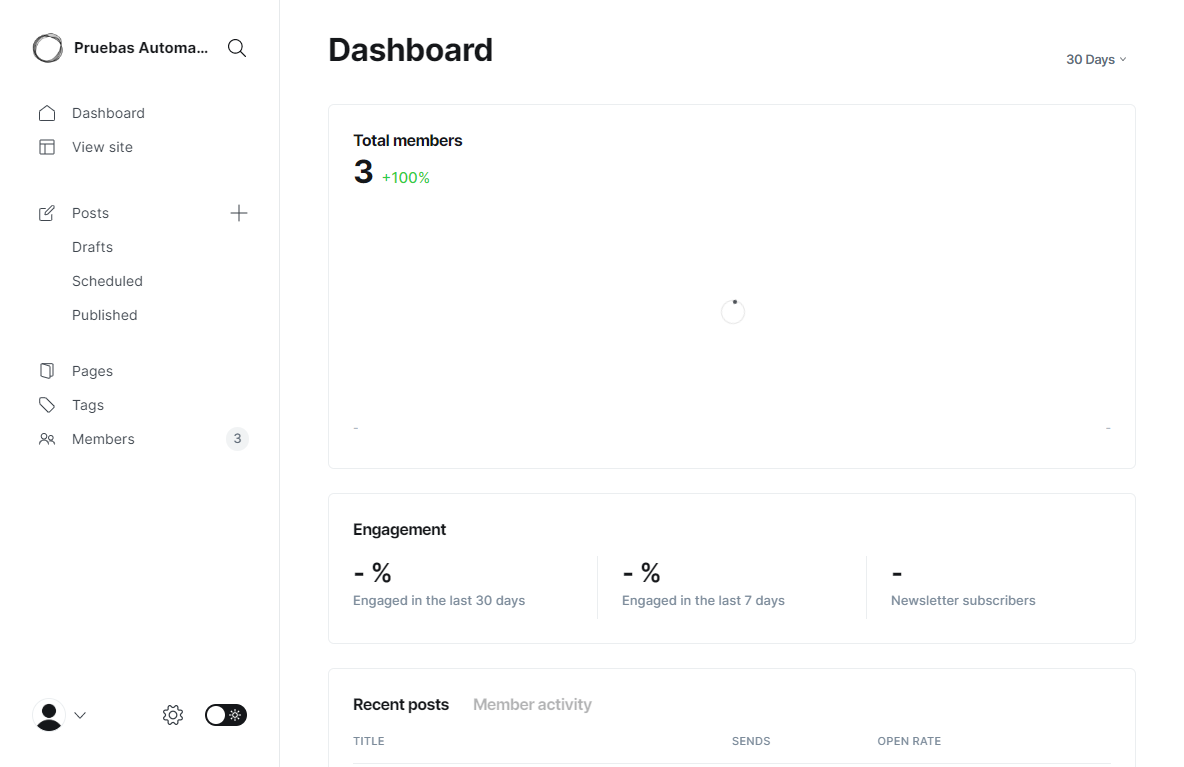 Pruebas Automa...
Dashboard
View site
Posts
Drafts
Scheduled
Published
Pages
Tags
Members 3
Dashboard
30 Days
Total members
3 +100%
- -
Engagement
- % - % -
Engaged in the last 30 days Engaged in the last 7 days Newsletter subscribers
Recent posts Member activity
TITLE SENDS OPEN RATE